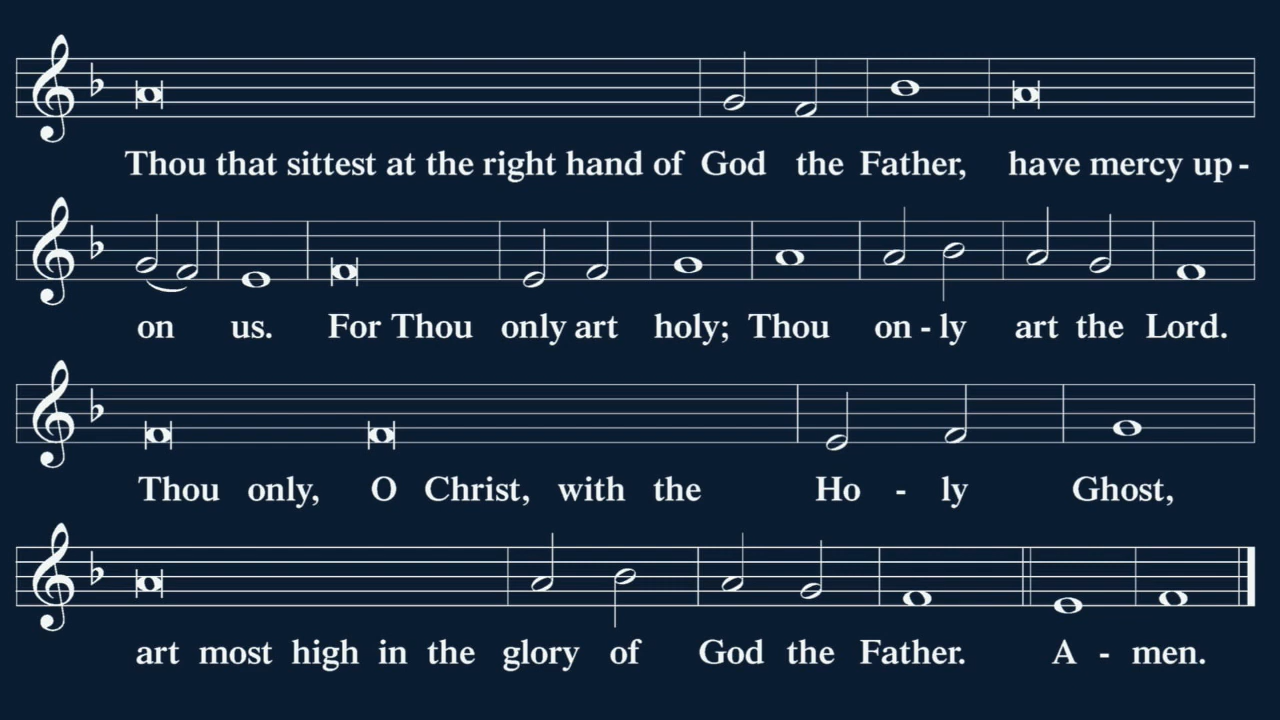 Thou that sittest at the right hand of God the Father, have mercy up-
on us. For Thou only art holy; Thou on - ly art the Lord.
Thou only, O Christ, with the Ho - ly Ghost,
art most high in the glory of God the Father. A - men.